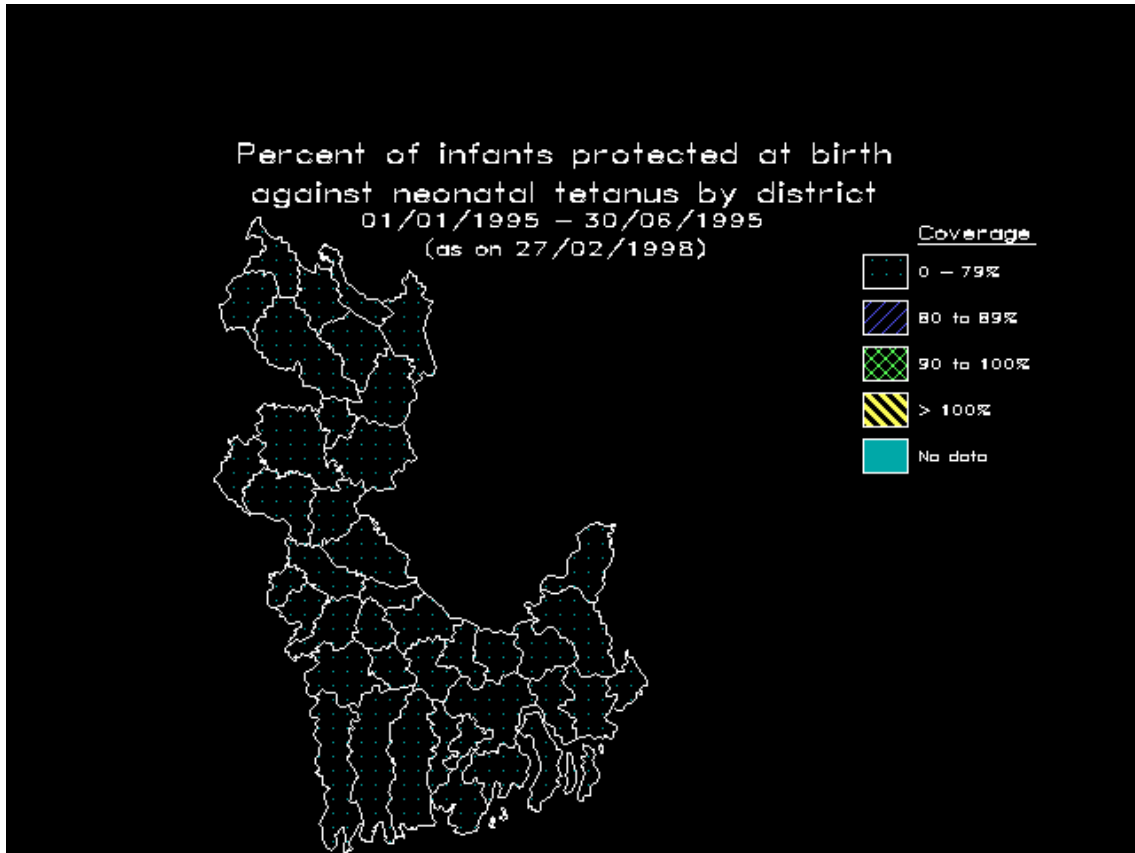 Percent of infants protected at birth
against neonatal tetanus by district
01/01/1995 – 30/06/1995
(as on 27/02/1998)
Coverage
0 – 79%
80 to 89%
90 to 100%
> 100%
No data